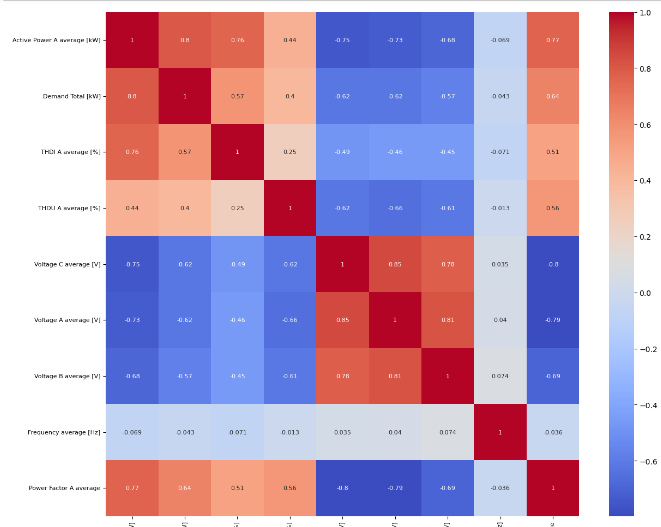 Active Power A average [kW] 1 0.8 0.76 0.44 -0.75 -0.73 -0.68 -0.069 0.77
Demand Total [kW] 0.8 1 0.57 0.4 -0.62 -0.62 -0.57 -0.043 0.64
THDI A average [%] 0.76 0.57 1 0.25 -0.49 -0.46 -0.45 -0.071 0.51
THDU A average [%] 0.44 0.4 0.25 1 -0.62 -0.66 -0.61 -0.013 0.56
Voltage C average [V] -0.75 -0.62 -0.49 -0.62 1 0.85 0.78 0.035 -0.8
Voltage A average [V] -0.73 -0.62 -0.46 -0.66 0.85 1 0.81 0.04 -0.79
Voltage B average [V] -0.68 -0.57 -0.45 -0.61 0.78 0.81 1 0.074 -0.69
Frequency average [Hz] -0.069 -0.043 -0.071 -0.013 0.035 0.04 0.074 1 -0.036
Power Factor A average 0.77 0.64 0.51 0.56 -0.8 -0.79 -0.69 -0.036 1
1.0
0.8
0.6
0.4
0.2
0.0
−0.2
−0.4
−0.6